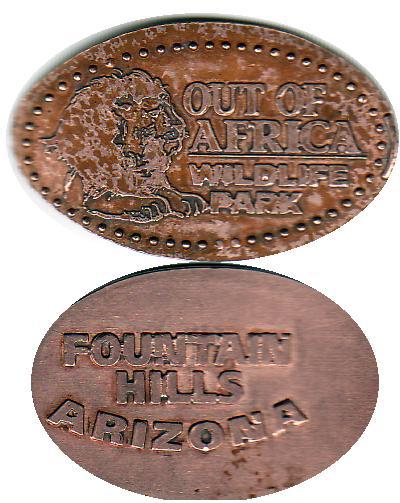 OUT OF
AFRICA
WILDLIFE
PARK
FOUNTAIN
HILLS
ARIZONA